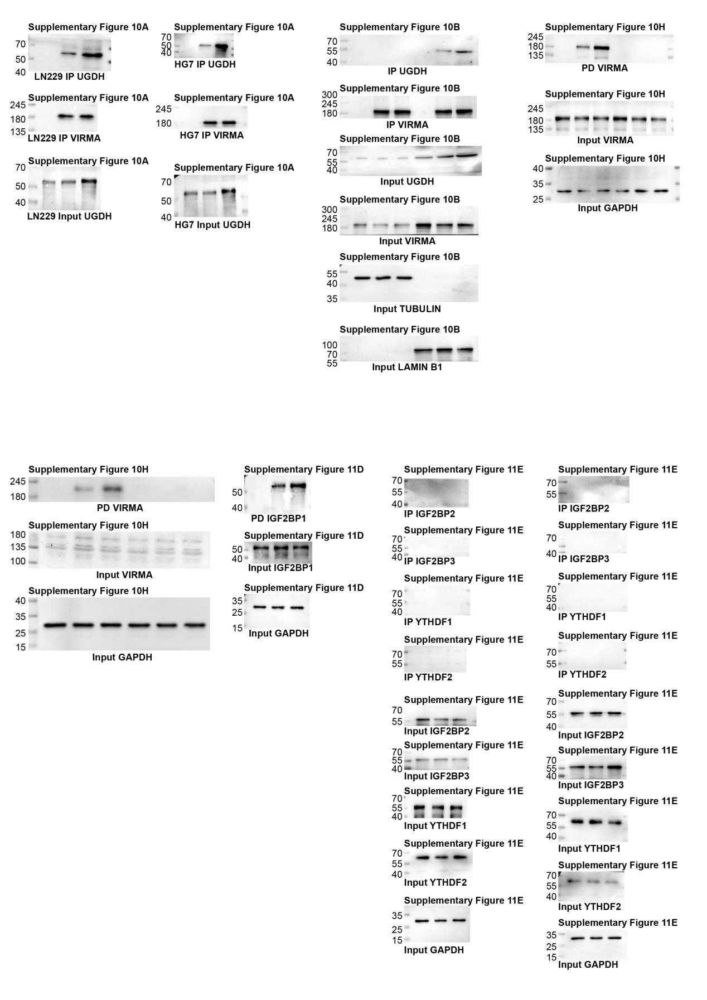 Supplementary Figure 10A
70
50
40
LN229 IP UGDH
Supplementary Figure 10A
245
180
135
LN229 IP VIRMA
Supplementary Figure 10A
70
50
40
LN229 Input UGDH
Supplementary Figure 10A
70
50
40
HG7 IP UGDH
Supplementary Figure 10A
245
180
HG7 IP VIRMA
Supplementary Figure 10A
70
50
40
HG7 Input UGDH
Supplementary Figure 10B
70
55
40
IP UGDH
Supplementary Figure 10B
300
245
180
IP VIRMA
Supplementary Figure 10B
70
55
40
Input UGDH
Supplementary Figure 10B
300
245
180
Input VIRMA
Supplementary Figure 10B
55
40
35
Input TUBULIN
Supplementary Figure 10B
100
70
55
Input LAMIN B1
Supplementary Figure 10H
245
180
135
PD VIRMA
Supplementary Figure 10H
245
180
135
Input VIRMA
Supplementary Figure 10H
40
35
25
Input GAPDH
Supplementary Figure 10H
245
180
PD VIRMA
Supplementary Figure 10H
180
135
100
Input VIRMA
Supplementary Figure 10H
40
35
25
15
Input GAPDH
Supplementary Figure 11D
50
40
PD IGF2BP1
Supplementary Figure 11D
50
40
Input IGF2BP1
Supplementary Figure 11D
35
25
15
Input GAPDH
Supplementary Figure 11E
70
55
40
IP IGF2BP2
Supplementary Figure 11E
70
55
40
IP IGF2BP3
Supplementary Figure 11E
70
55
40
IP YTHDF1
Supplementary Figure 11E
70
55
IP YTHDF2
Supplementary Figure 11E
70
55
Input IGF2BP2
Supplementary Figure 11E
70
55
40
Input IGF2BP3
Supplementary Figure 11E
70
55
40
Input YTHDF1
Supplementary Figure 11E
70
55
40
Input YTHDF2
Supplementary Figure 11E
35
25
15
Input GAPDH
Supplementary Figure 11E
70
55
IP IGF2BP2
Supplementary Figure 11E
70
40
IP IGF2BP3
Supplementary Figure 11E
70
55
40
IP YTHDF1
Supplementary Figure 11E
70
55
IP YTHDF2
Supplementary Figure 11E
70
55
40
Input IGF2BP2
Supplementary Figure 11E
70
55
40
Input IGF2BP3
Supplementary Figure 11E
70
55
40
Input YTHDF1
Supplementary Figure 11E
70
55
40
Input YTHDF2
Supplementary Figure 11E
35
25
15
Input GAPDH